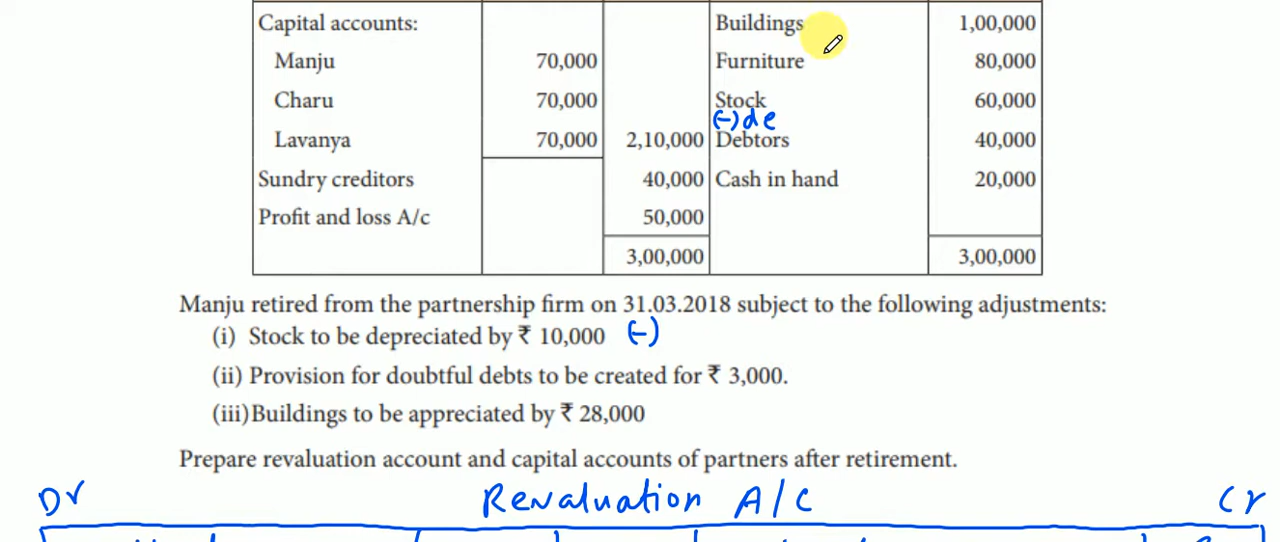 Capital accounts: Buildings 1,00,000
Manju 70,000 Furniture 80,000
Charu 70,000 Stock 60,000
(-) de
Lavanya 70,000 2,10,000 Debtors 40,000
Sundry creditors 40,000 Cash in hand 20,000
Profit and loss A/c 50,000
3,00,000 3,00,000
Manju retired from the partnership firm on 31.03.2018 subject to the following adjustments:
(i) Stock to be depreciated by ₹ 10,000 (-)
(ii) Provision for doubtful debts to be created for ₹ 3,000.
(iii) Buildings to be appreciated by ₹ 28,000
Prepare revaluation account and capital accounts of partners after retirement.
Dr Revaluation A/C Cr